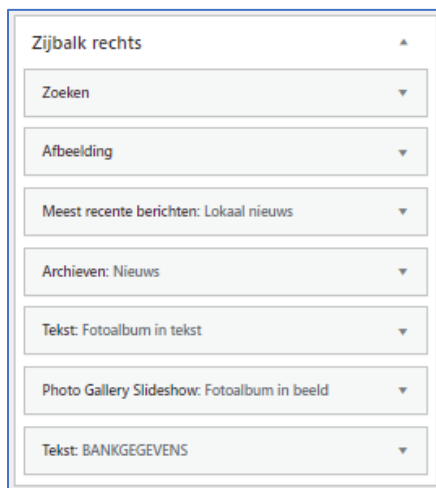 Zijbalk rechts
Zoeken
Afbeelding
Meest recente berichten: Lokaal nieuws
Archieven: Nieuws
Tekst: Fotoalbum in tekst
Photo Gallery Slideshow: Fotoalbum in beeld
Tekst: BANKGEGEVENS